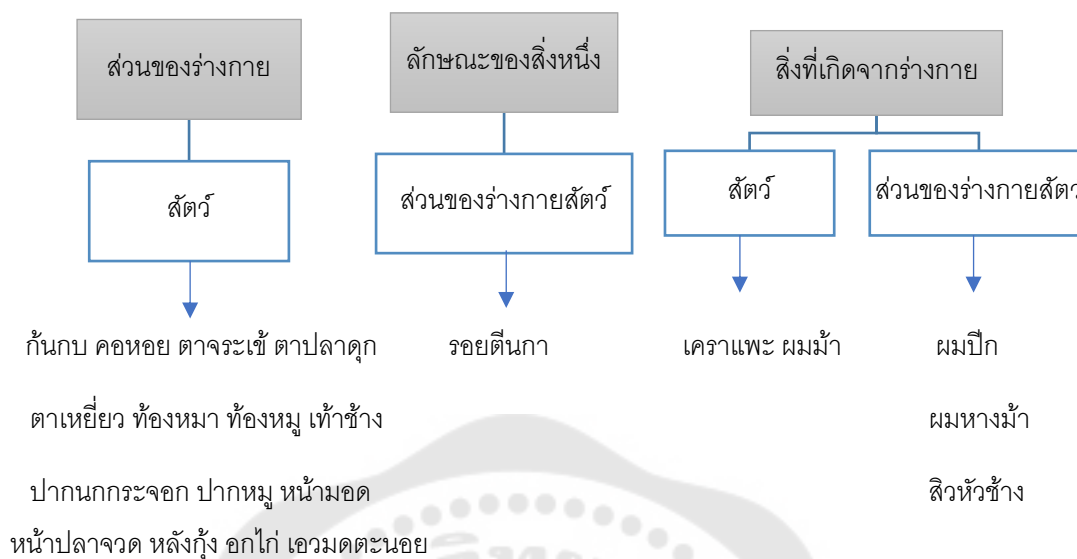 ส่วนของร่างกาย
ลักษณะของสิ่งหนึ่ง
สิ่งที่เกิดจากร่างกาย
สัตว์
ส่วนของร่างกายสัตว์
สัตว์
ส่วนของร่างกายสัตว์
ก้นกบ คอหอย ตาจระเข้ ตาปลาดุก
รอยตีนกา
เคราแพะ ผมม้า
ผมปีก
ตาเหยี่ยว ท้องหมา ท้องหมู เท้าช้าง
ผมหางม้า
ปากนกกระจอก ปากหมู หน้ามอด
สิวหัวช้าง
หน้าปลาจวด หลังกุ้ง อกไก่ เอวมดตะนอย